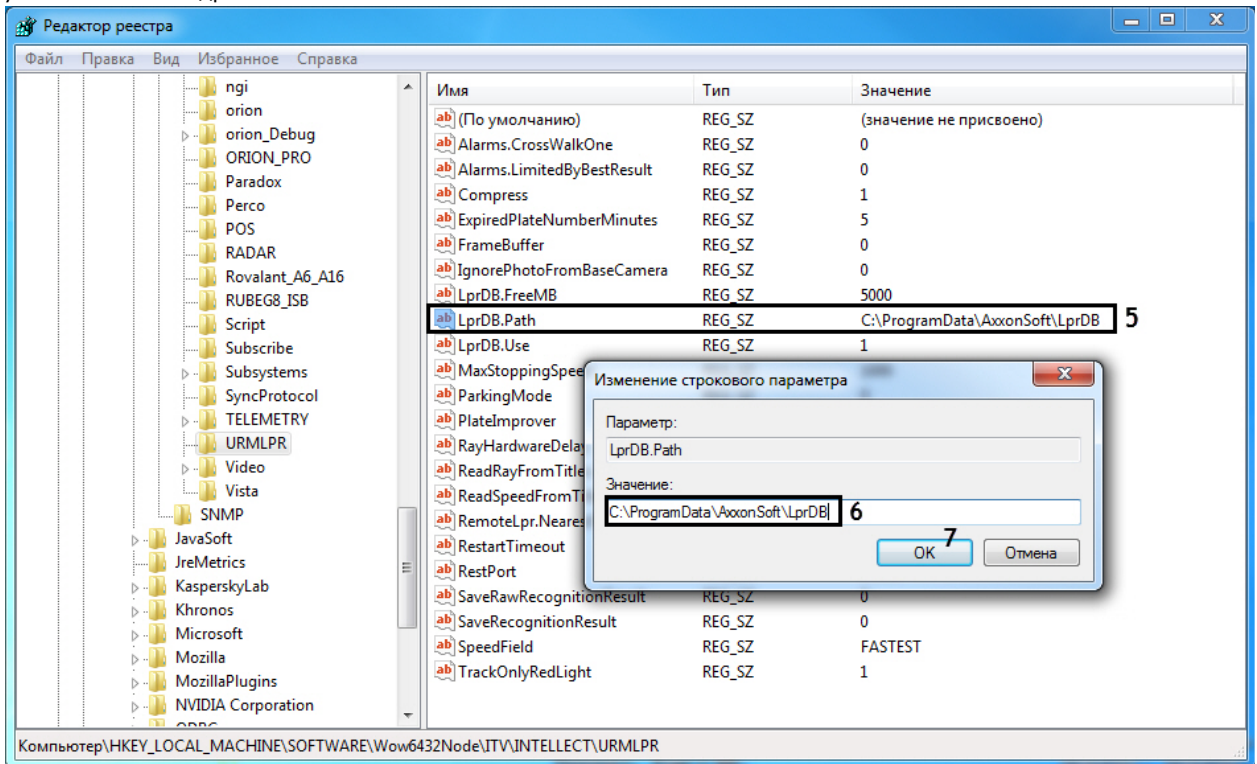 Редактор реестра
Файл Правка Вид Избранное Справка
ngi
orion
orion_Debug
ORION_PRO
Paradox
Perco
POS
RADAR
Rovalant_A6_A16
RUBEG8_ISB
Script
Subscribe
Subsystems
SyncProtocol
TELEMETRY
URMLPR
Video
Vista
SNMP
JavaSoft
JreMetrics
KasperskyLab
Khronos
Microsoft
Mozilla
MozillaPlugins
NVIDIA Corporation
Имя Тип Значение
(По умолчанию) REG_SZ (значение не присвоено)
Alarms.CrossWalkOne REG_SZ 0
Alarms.LimitedByBestResult REG_SZ 0
Compress REG_SZ 1
ExpiredPlateNumberMinutes REG_SZ 5
FrameBuffer REG_SZ 0
IgnorePhotoFromBaseCamera REG_SZ 0
LprDB.FreeMB REG_SZ 5000
LprDB.Path REG_SZ C:\ProgramData\AxxonSoft\LprDB 5
LprDB.Use REG_SZ 1
MaxStoppingSpee
ParkingMode
PlateImprover
RayHardwareDela
ReadRayFromTitle
ReadSpeedFromTi
RemoteLpr.Neares
RestartTimeout
RestPort
SaveRawRecognitionResult REG_SZ 0
SaveRecognitionResult REG_SZ 0
SpeedField REG_SZ FASTEST
TrackOnlyRedLight REG_SZ 1
Изменение строкового параметра
Параметр:
LprDB.Path
Значение:
C:\ProgramData\AxxonSoft\LprDB 6
7
OK Отмена
Компьютер\HKEY_LOCAL_MACHINE\SOFTWARE\Wow6432Node\ITV\INTELLECT\URMLPR